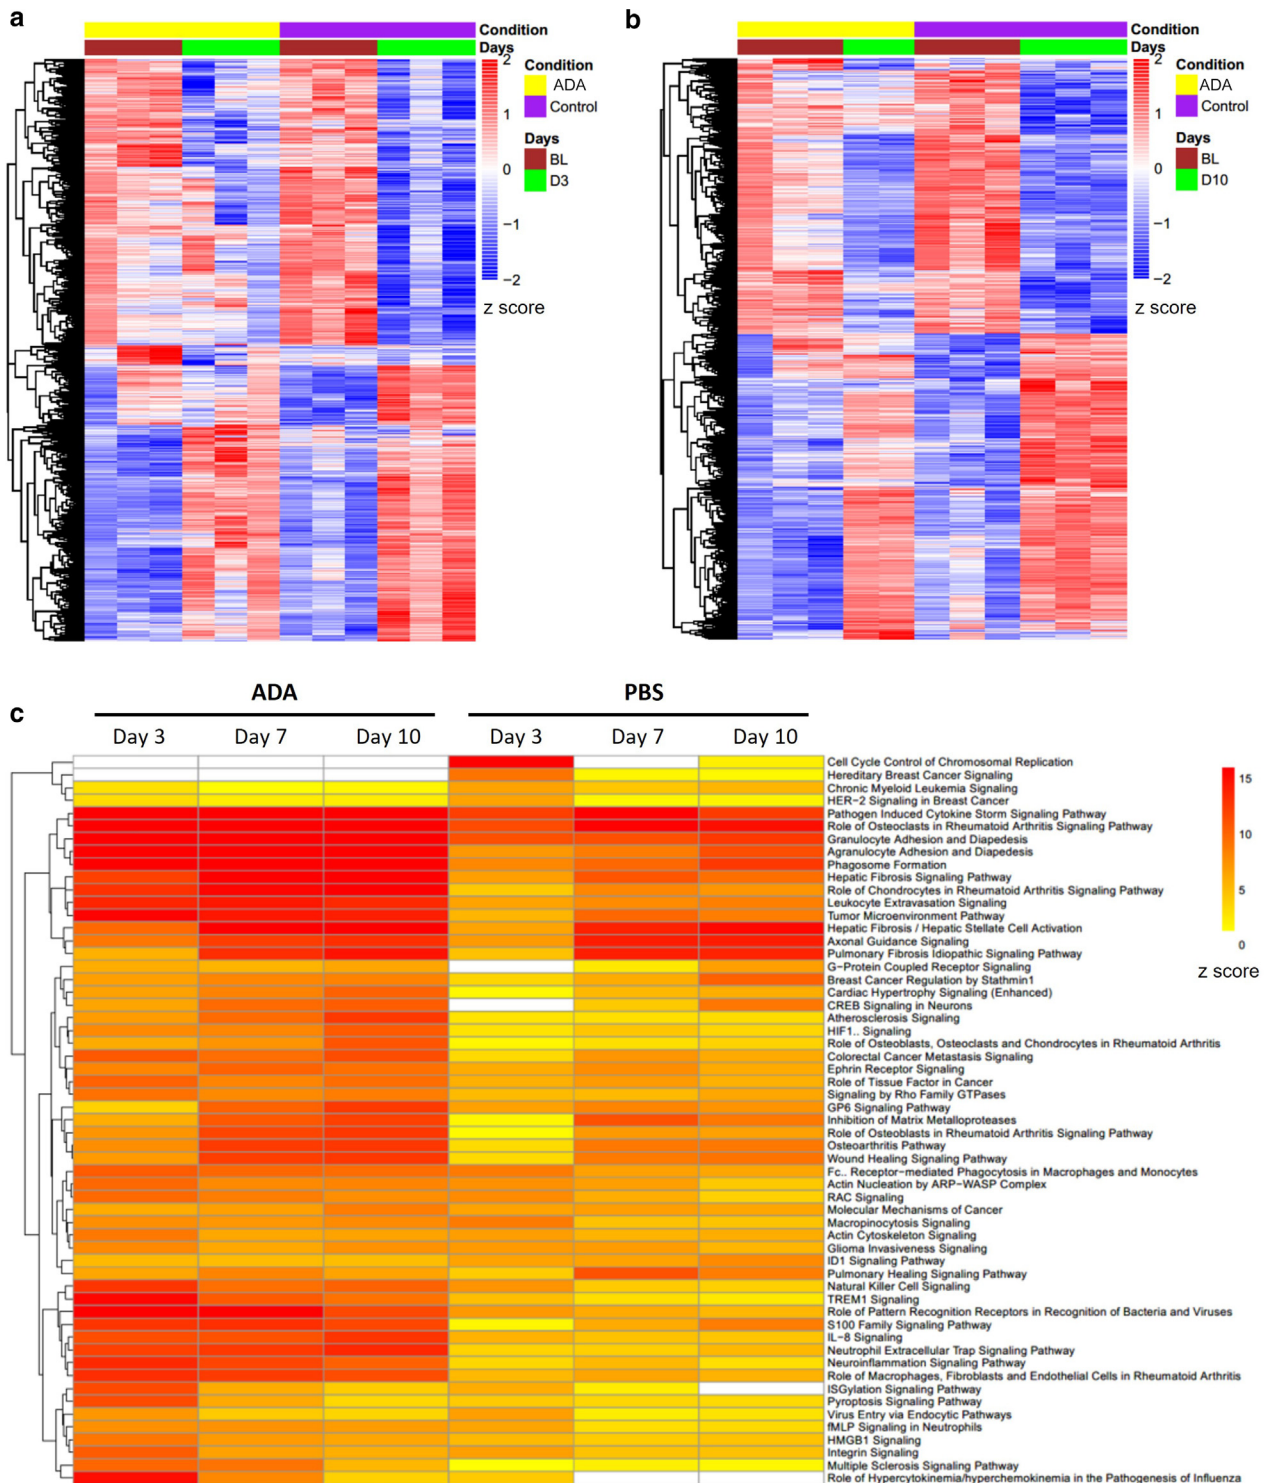 a
Condition
Days
2
1
0
−1
−2
z score
Condition
ADA
Control
Days
BL
D3
b
Condition
Days
2
1
0
−1
−2
z score
Condition
ADA
Control
Days
BL
D10
c
ADA
PBS
Day 3
Day 7
Day 10
Day 3
Day 7
Day 10
Cell Cycle Control of Chromosomal Replication
Hereditary Breast Cancer Signaling
Chronic Myeloid Leukemia Signaling
HER−2 Signaling in Breast Cancer
Pathogen Induced Cytokine Storm Signaling Pathway
Role of Osteoclasts in Rheumatoid Arthritis Signaling Pathway
Granulocyte Adhesion and Diapedesis
Agranulocyte Adhesion and Diapedesis
Phagosome Formation
Hepatic Fibrosis Signaling Pathway
Role of Chondrocytes in Rheumatoid Arthritis Signaling Pathway
Leukocyte Extravasation Signaling
Tumor Microenvironment Pathway
Hepatic Fibrosis / Hepatic Stellate Cell Activation
Axonal Guidance Signaling
Pulmonary Fibrosis Idiopathic Signaling Pathway
G−Protein Coupled Receptor Signaling
Breast Cancer Regulation by Stathmin1
Cardiac Hypertrophy Signaling (Enhanced)
CREB Signaling in Neurons
Atherosclerosis Signaling
HIF1.. Signaling
Role of Osteoblasts, Osteoclasts and Chondrocytes in Rheumatoid Arthritis
Colorectal Cancer Metastasis Signaling
Ephrin Receptor Signaling
Role of Tissue Factor in Cancer
Signaling by Rho Family GTPases
GP6 Signaling Pathway
Inhibition of Matrix Metalloproteases
Role of Osteoblasts in Rheumatoid Arthritis Signaling Pathway
Osteoarthritis Pathway
Wound Healing Signaling Pathway
Fc.. Receptor−mediated Phagocytosis in Macrophages and Monocytes
Actin Nucleation by ARP−WASP Complex
RAC Signaling
Molecular Mechanisms of Cancer
Macropinocytosis Signaling
Actin Cytoskeleton Signaling
Glioma Invasiveness Signaling
ID1 Signaling Pathway
Pulmonary Healing Signaling Pathway
Natural Killer Cell Signaling
TREM1 Signaling
Role of Pattern Recognition Receptors in Recognition of Bacteria and Viruses
S100 Family Signaling Pathway
IL−8 Signaling
Neutrophil Extracellular Trap Signaling Pathway
Neuroinflammation Signaling Pathway
Role of Macrophages, Fibroblasts and Endothelial Cells in Rheumatoid Arthritis
ISGylation Signaling Pathway
Pyroptosis Signaling Pathway
Virus Entry via Endocytic Pathways
fMLP Signaling in Neutrophils
HMGB1 Signaling
Integrin Signaling
Multiple Sclerosis Signaling Pathway
Role of Hypercytokinemia/hyperchemokinemia in the Pathogenesis of Influenza
15
10
5
0
z score